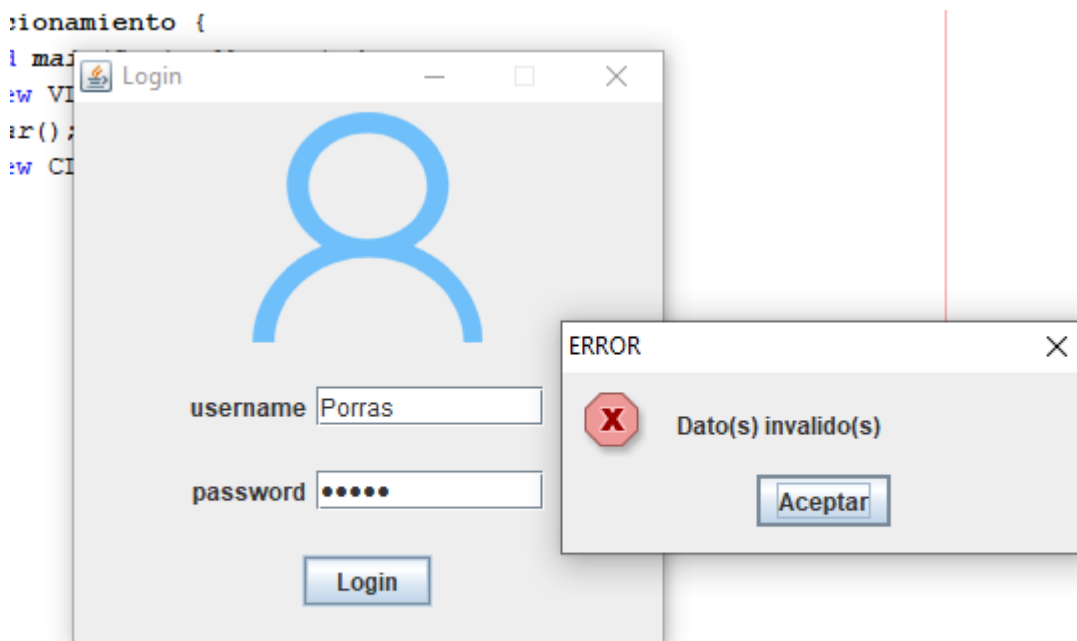 cionamiento {
mai
ew VI
Login
ar();
ew CI
ERROR
username Porras
Dato(s) invalido(s)
password •••••
Aceptar
Login